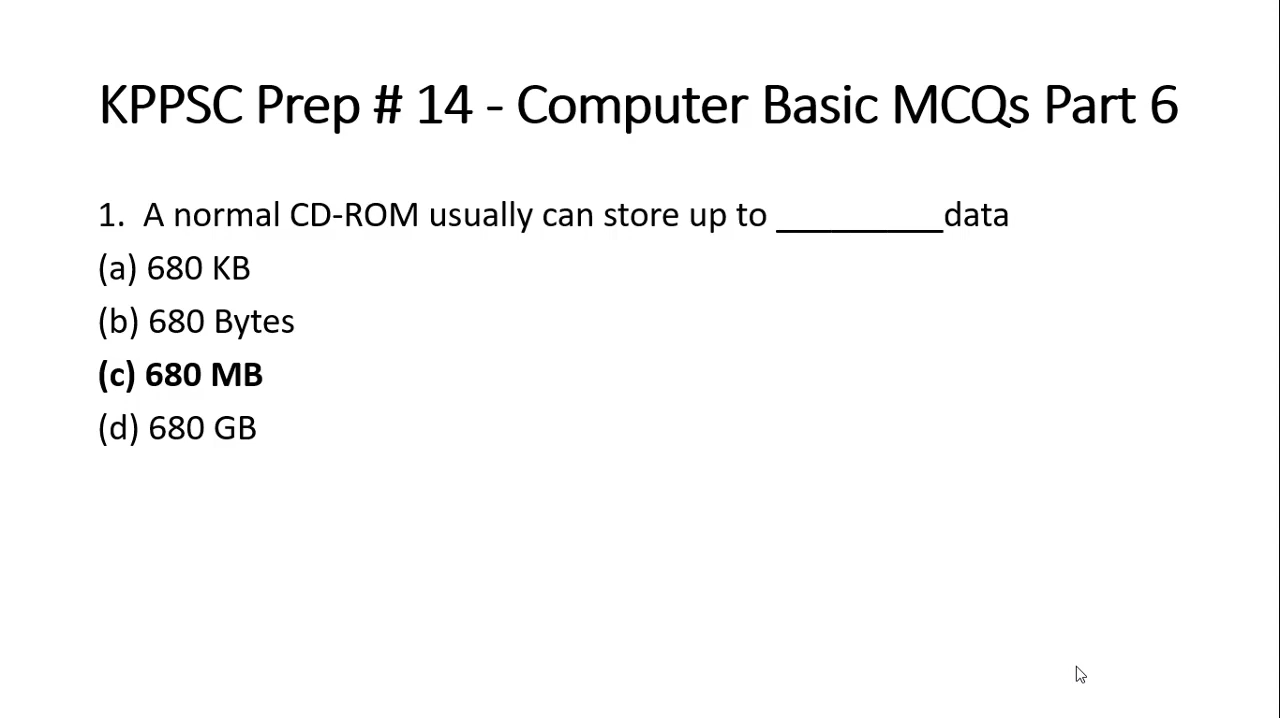 KPPSC Prep # 14 - Computer Basic MCQs Part 6
1. A normal CD-ROM usually can store up to _________data
(a) 680 KB
(b) 680 Bytes
(c) 680 MB
(d) 680 GB